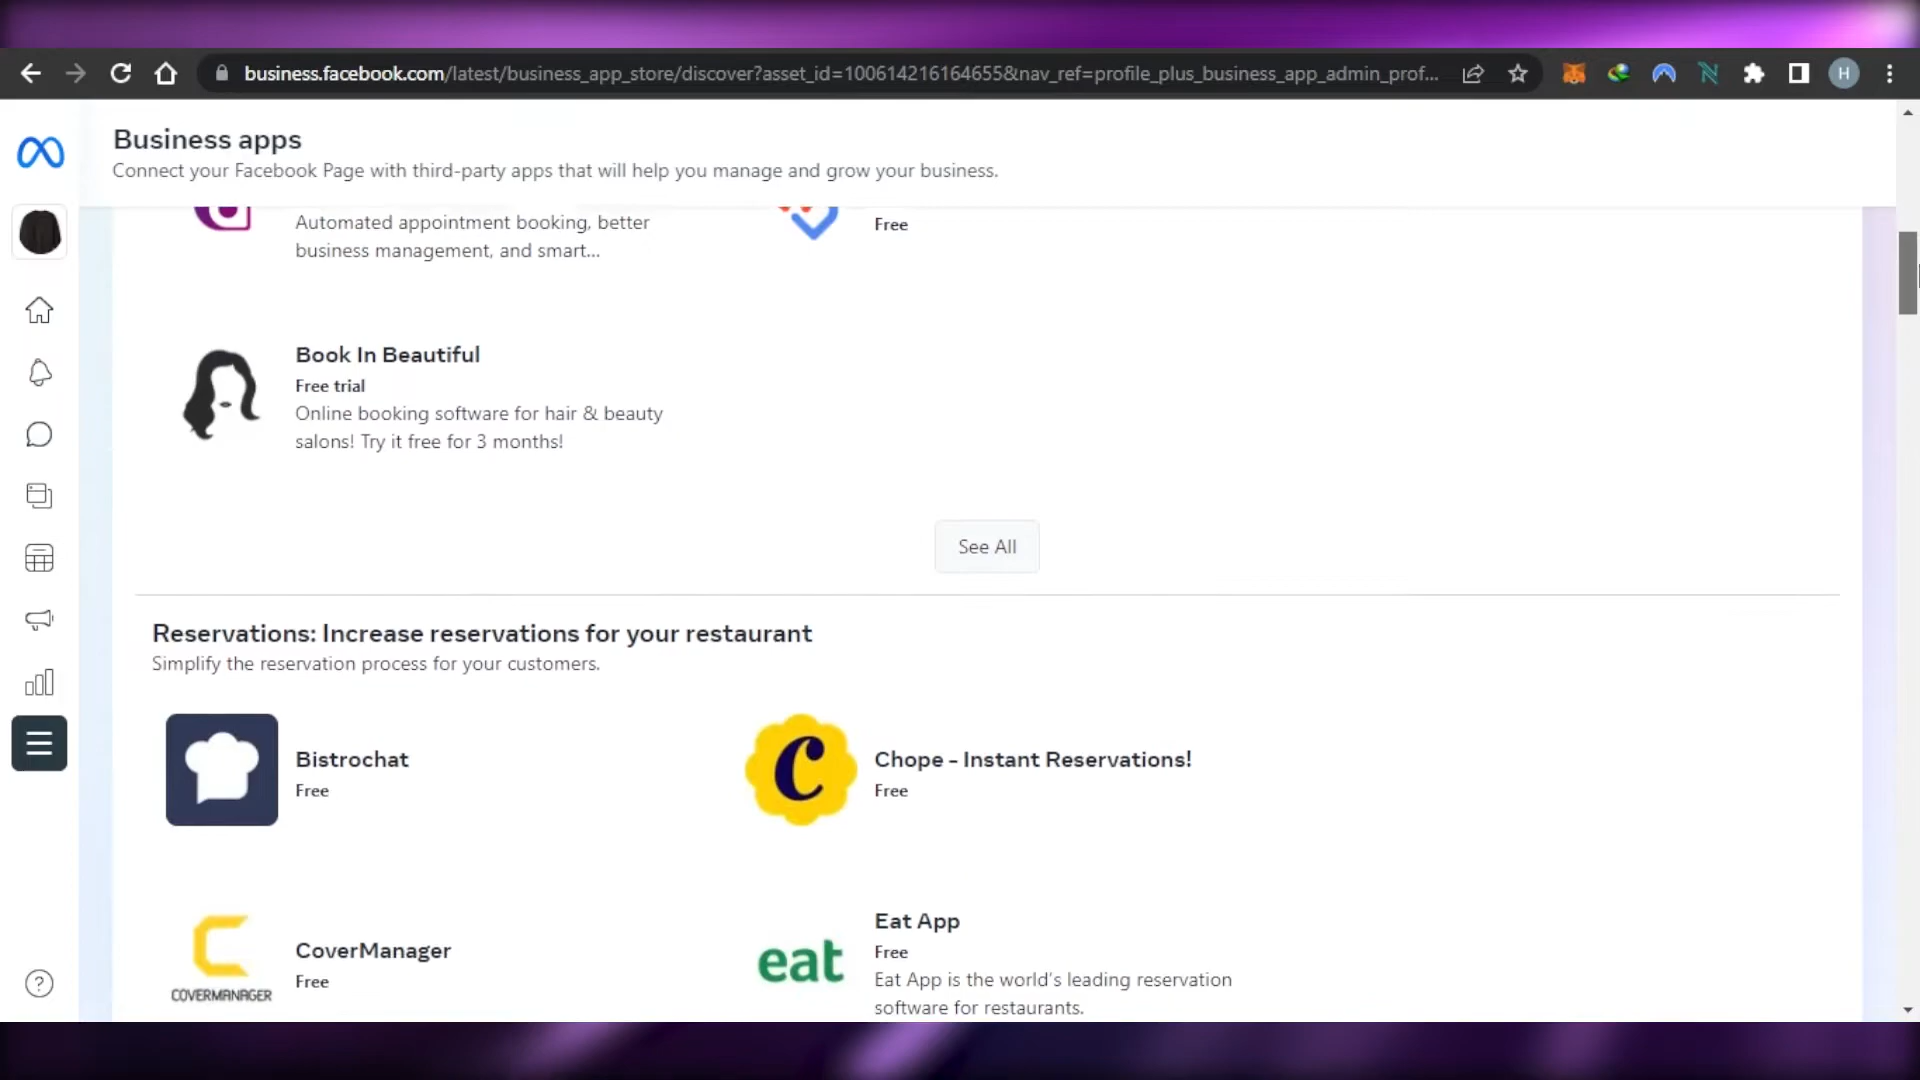 business.facebook.com/latest/business_app_store/discover?asset_id=100614216164655&nav_ref=profile_plus_business_app_admin_prof...
H
Business apps
Connect your Facebook Page with third-party apps that will help you manage and grow your business.
Automated appointment booking, better
business management, and smart...
Free
Book In Beautiful
Free trial
Online booking software for hair & beauty
salons! Try it free for 3 months!
See All
Reservations: Increase reservations for your restaurant
Simplify the reservation process for your customers.
Bistrochat
Free
C
Chope - Instant Reservations!
Free
COVERMANAGER
CoverManager
Free
eat
Eat App
Free
Eat App is the world's leading reservation
software for restaurants.